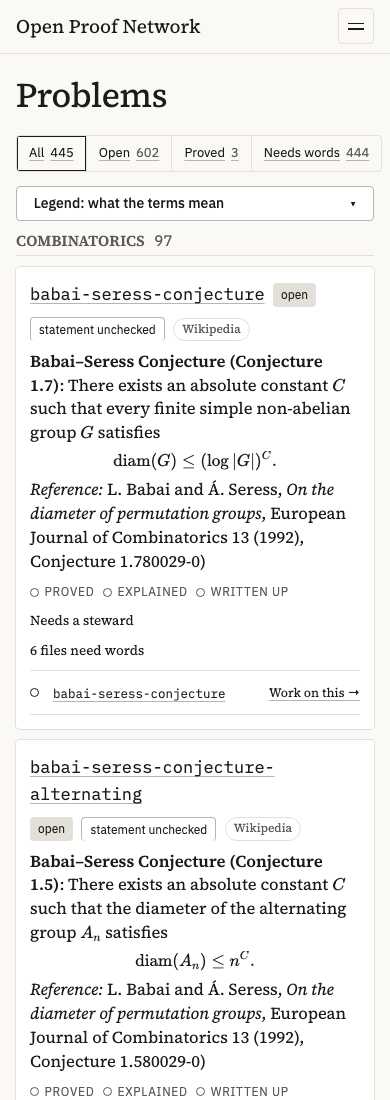 Open Proof Network
Problems
All 445 Open 602 Proved 3 Needs words 444
Legend: what the terms mean ▾
COMBINATORICS 97
babai-seress-conjecture open
statement unchecked Wikipedia
Babai–Seress Conjecture (Conjecture
1.7): There exists an absolute constant C
such that every finite simple non-abelian
group G satisfies
diam(G) ≤ (log |G|)^C.
Reference: L. Babai and Á. Seress, On the
diameter of permutation groups, European
Journal of Combinatorics 13 (1992),
Conjecture 1.780029-0)
○ PROVED ○ EXPLAINED ○ WRITTEN UP
Needs a steward
6 files need words
○ babai-seress-conjecture Work on this →
babai-seress-conjecture-
alternating
open statement unchecked Wikipedia
Babai–Seress Conjecture (Conjecture
1.5): There exists an absolute constant C
such that the diameter of the alternating
group A_n satisfies
diam(A_n) ≤ n^C.
Reference: L. Babai and Á. Seress, On the
diameter of permutation groups, European
Journal of Combinatorics 13 (1992),
Conjecture 1.580029-0)
○ PROVED ○ EXPLAINED ○ WRITTEN UP